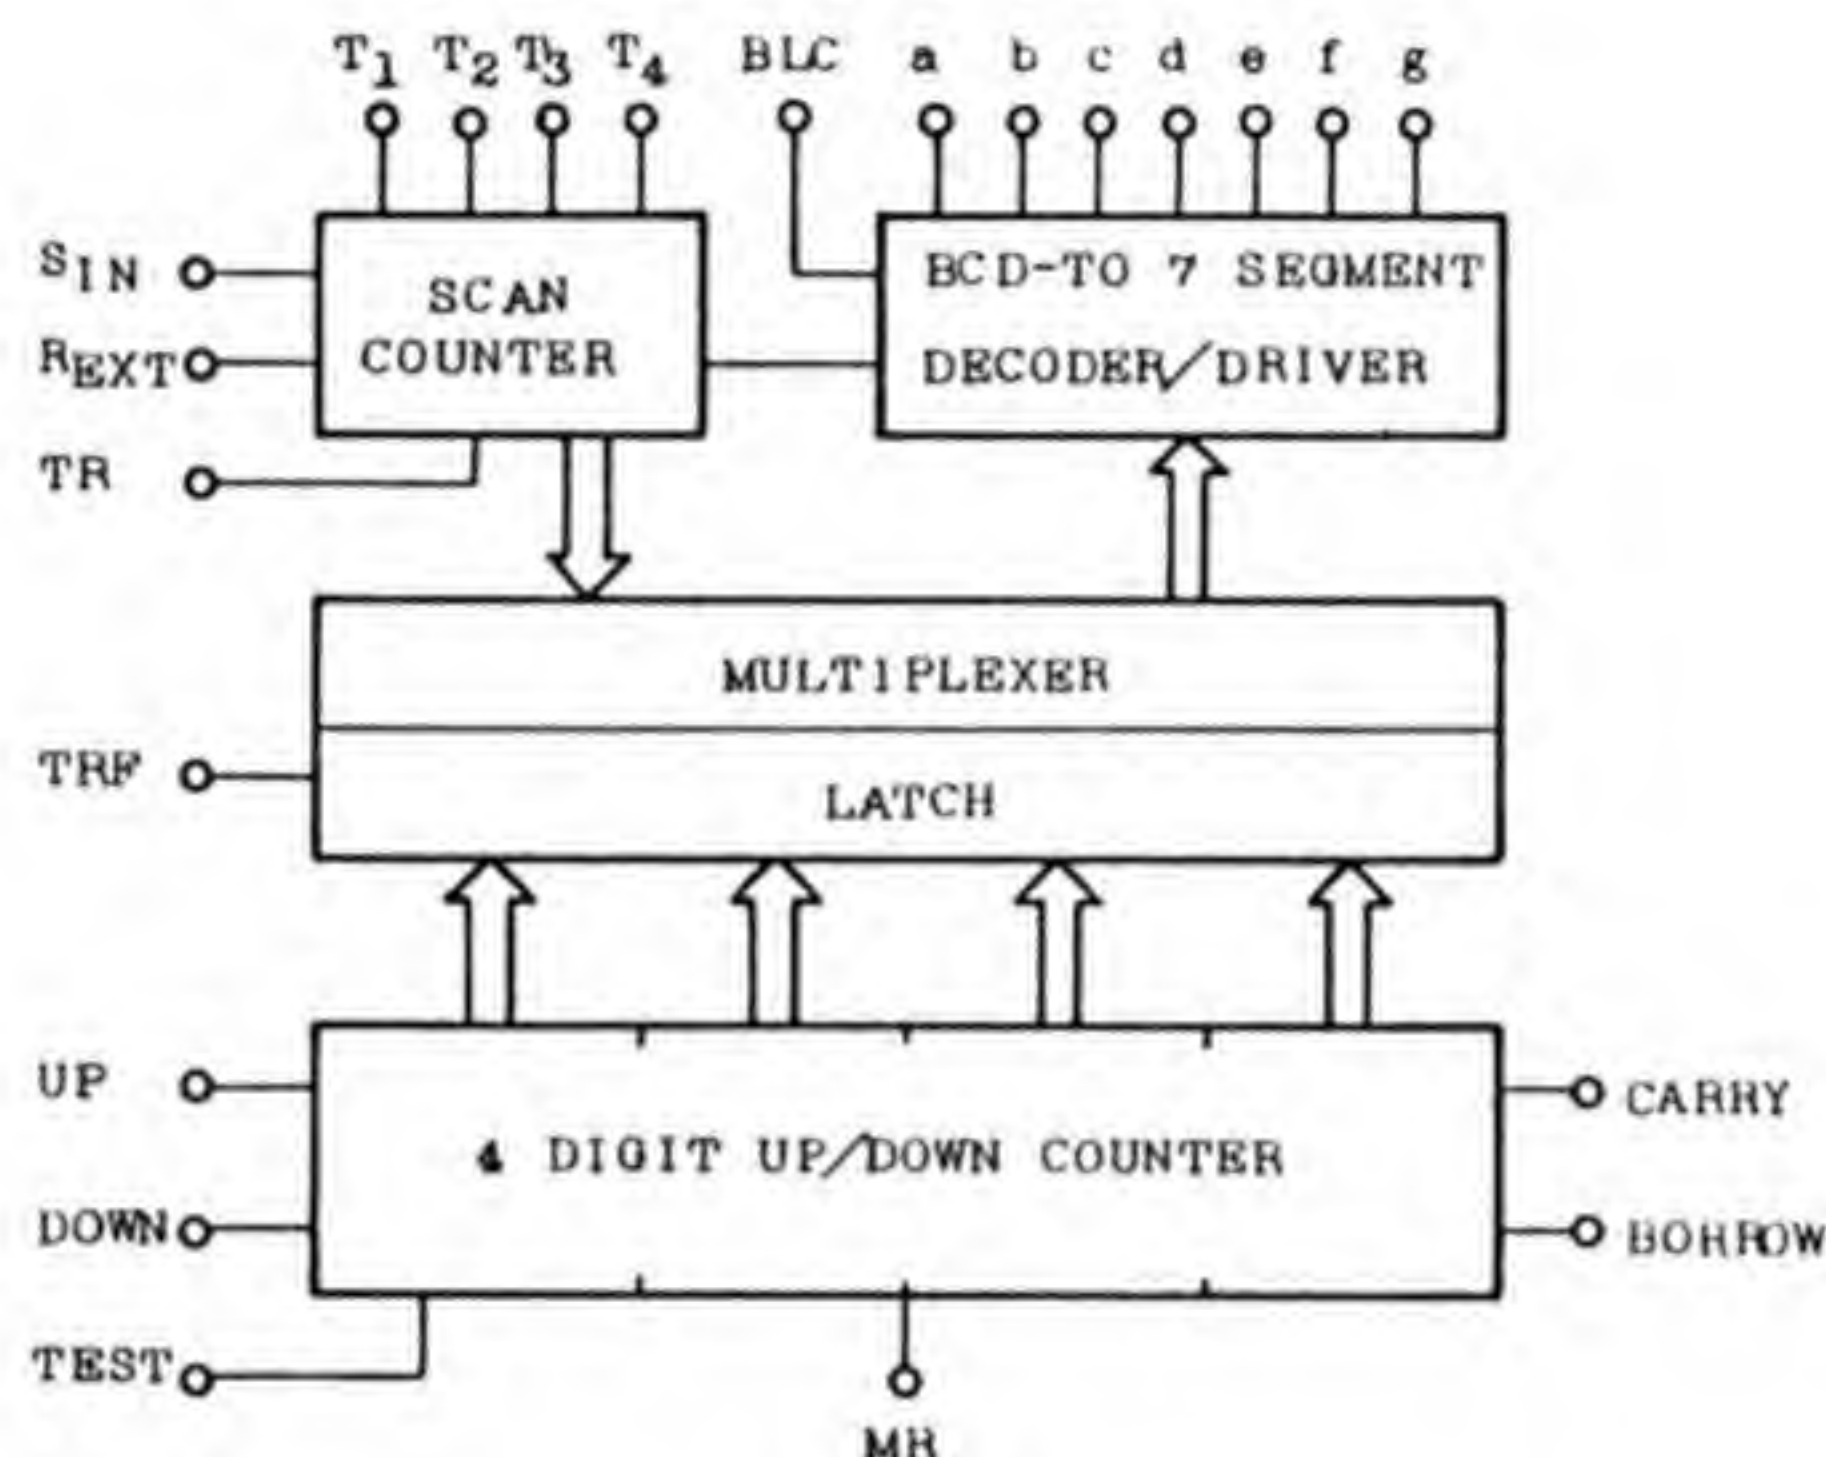 T1 T2 T3 T4 BLC a b c d e f g
SIN
REXT
TR
SCAN
COUNTER
BCD-TO 7 SEGMENT
DECODER/DRIVER
MULTIPLEXER
TRF
LATCH
UP
DOWN
TEST
4 DIGIT UP/DOWN COUNTER
CARRY
BORROW
MR